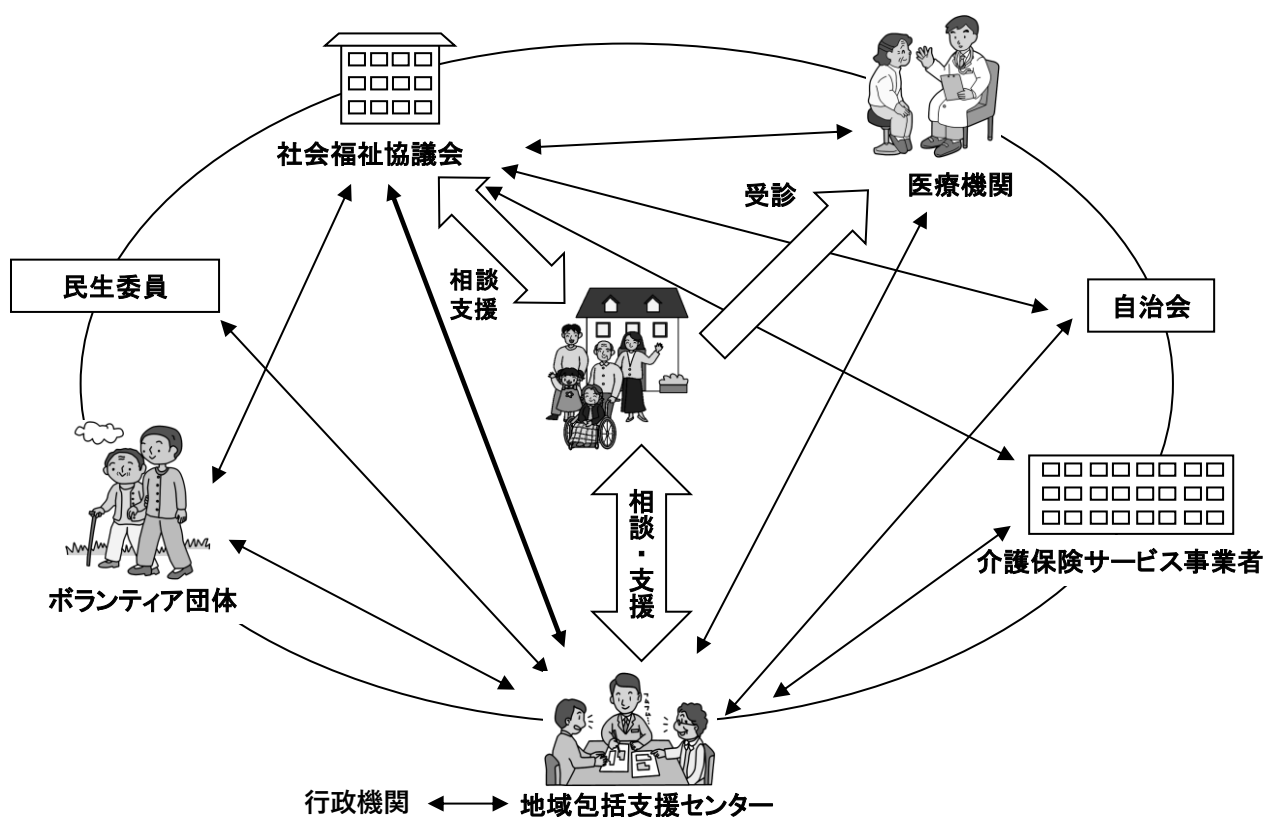 社会福祉協議会
医療機関
受診
民生委員
相談
支援
自治会
相談・支援
介護保険サービス事業者
ボランティア団体
行政機関
地域包括支援センター